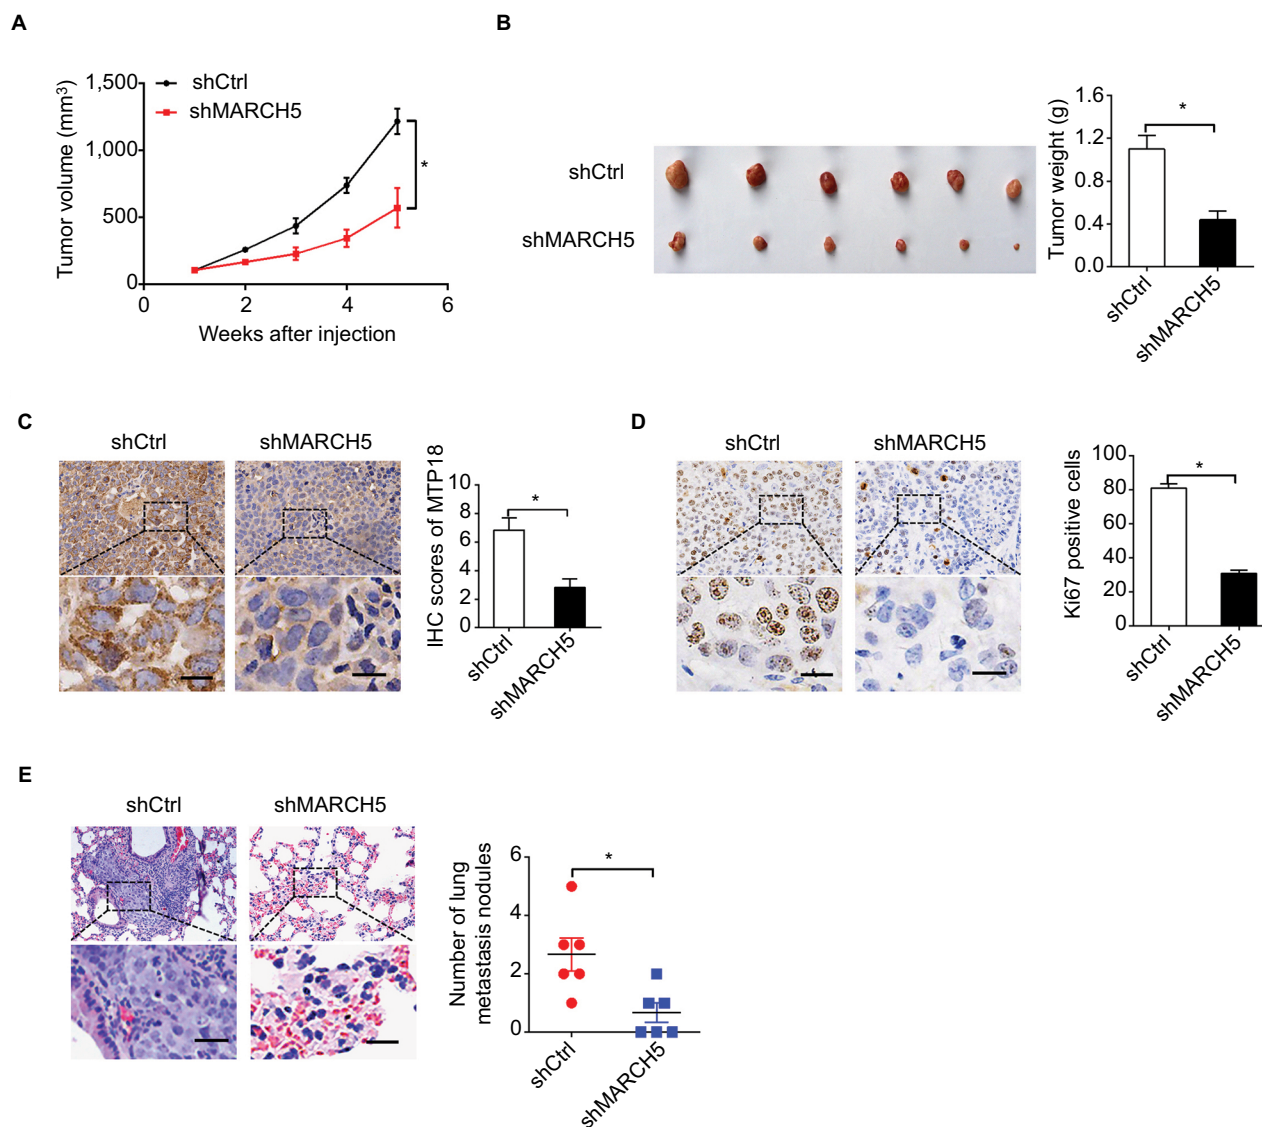 A
Tumor volume (mm3)
1,500
1,000
500
0
0
2
4
6
Weeks after injection
shCtrl
shMARCH5
*
B
shCtrl
shMARCH5
Tumor weight (g)
1.6
1.2
0.8
0.4
0.0
*
shCtrl
shMARCH5
C
shCtrl
shMARCH5
IHC scores of MTP18
10
8
6
4
2
0
*
shCtrl
shMARCH5
D
shCtrl
shMARCH5
Ki67 positive cells
100
80
60
40
20
0
*
shCtrl
shMARCH5
E
shCtrl
shMARCH5
Number of lung
metastasis nodules
6
4
2
0
*
shCtrl
shMARCH5